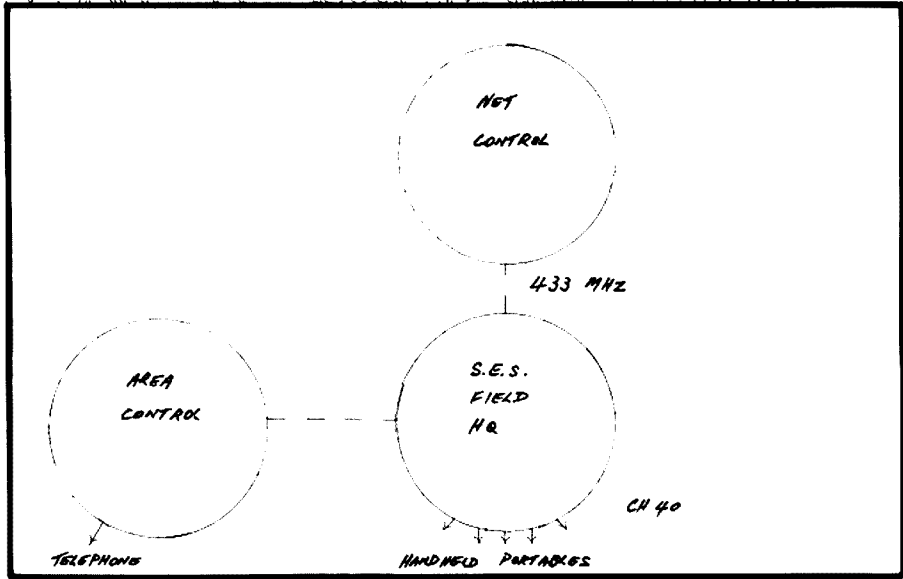 NET
CONTROL
433 MHZ
AREA
CONTROL
S.E.S.
FIELD
HQ
CH 40
TELEPHONE
HANDHELD PORTABLES